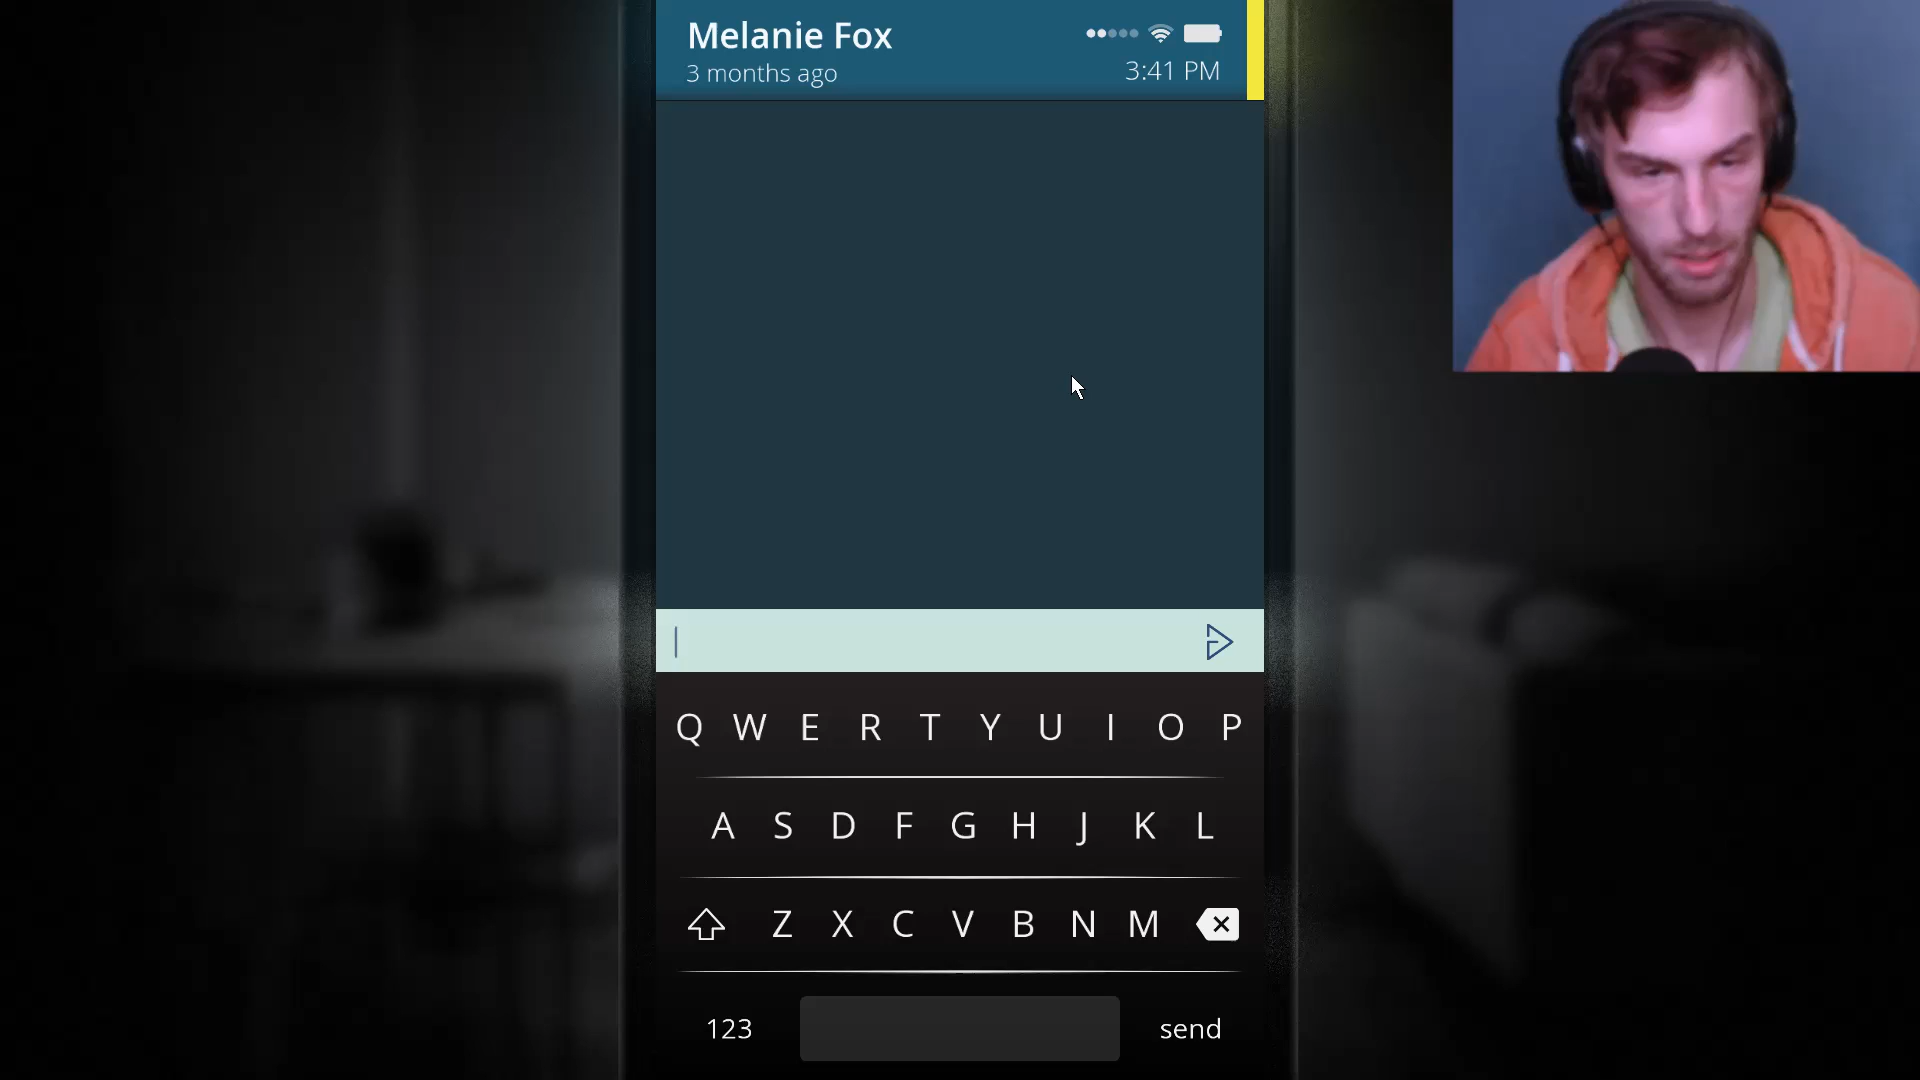 Melanie Fox
3 months ago
3:41 PM
Q W E R T Y U I O P
A S D F G H J K L
Z X C V B N M
123 send